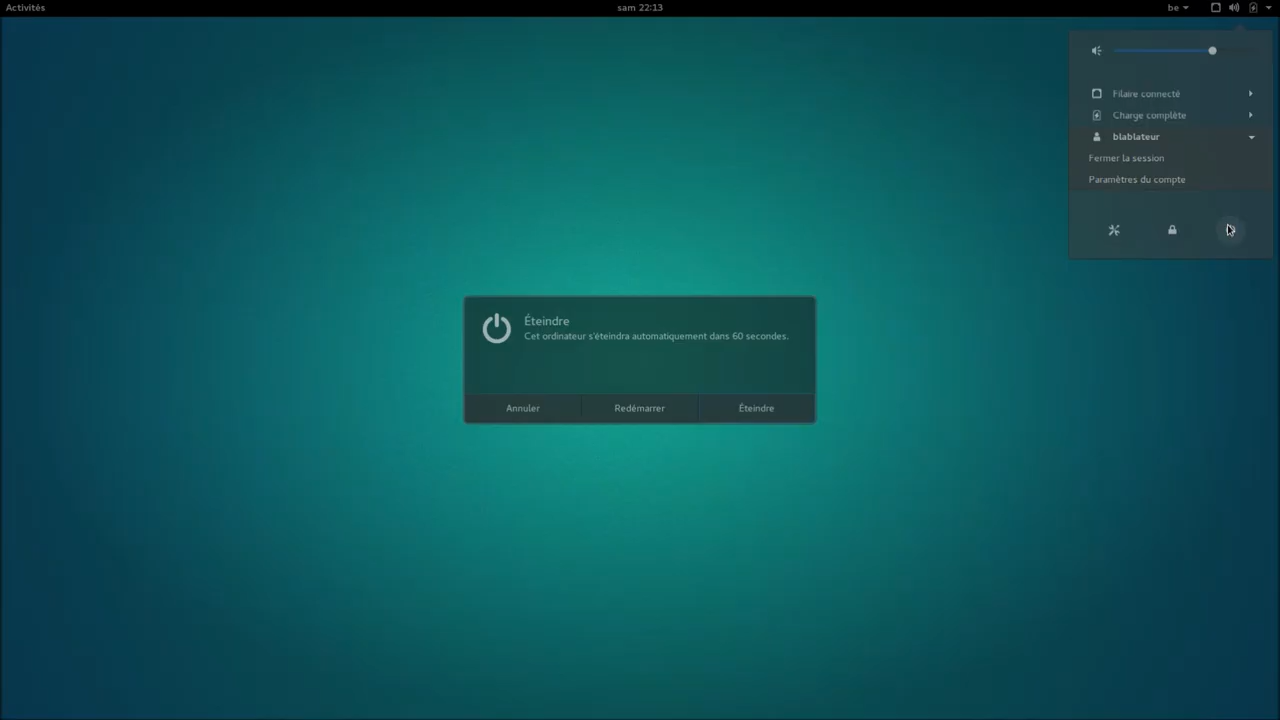 Activités
sam 22:13
be
Filaire connecté
Charge complète
blablateur
Fermer la session
Paramètres du compte
Éteindre
Cet ordinateur s'éteindra automatiquement dans 60 secondes.
Annuler
Redémarrer
Éteindre